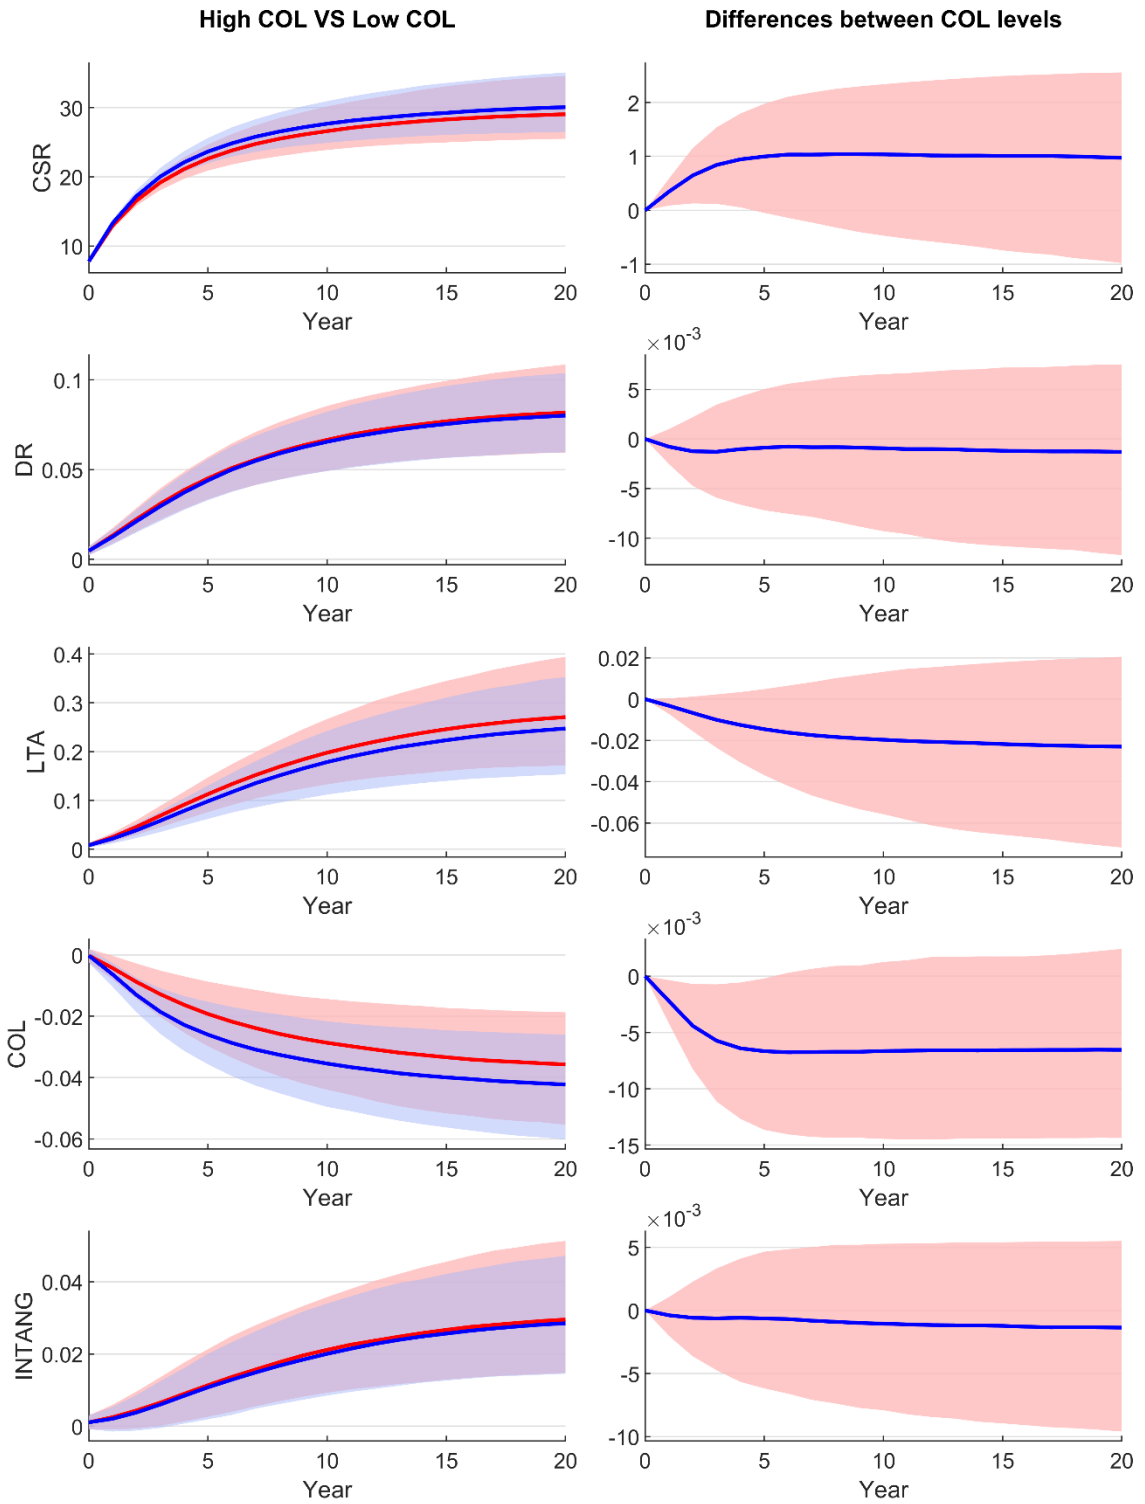 High COL VS Low COL
Differences between COL levels
CSR
30
20
10
0 5 10 15 20
Year
2
1
0
-1
0 5 10 15 20
Year
DR
0.1
0.05
0
0 5 10 15 20
Year
×10-3
5
0
-5
-10
0 5 10 15 20
Year
LTA
0.4
0.3
0.2
0.1
0
0 5 10 15 20
Year
0.02
0
-0.02
-0.04
-0.06
0 5 10 15 20
Year
COL
0
-0.02
-0.04
-0.06
0 5 10 15 20
Year
×10-3
0
-5
-10
-15
0 5 10 15 20
Year
INTANG
0.04
0.02
0
0 5 10 15 20
Year
×10-3
5
0
-5
-10
0 5 10 15 20
Year